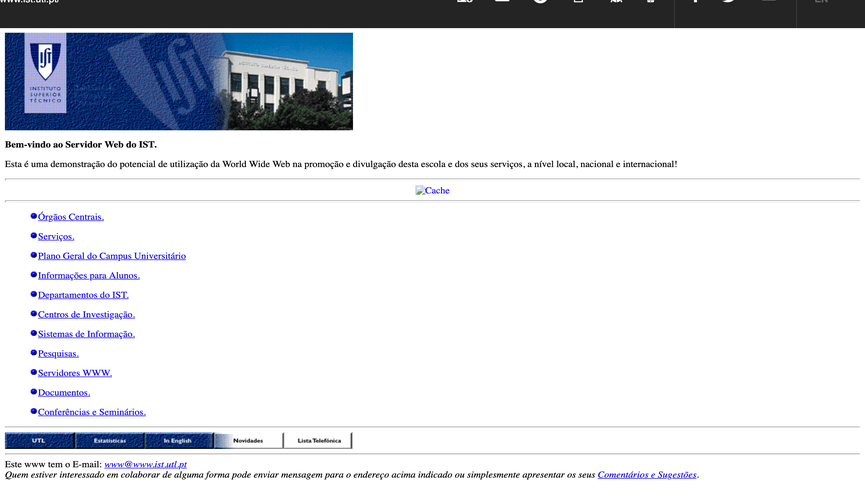 www.ist.utl.pt/
EN
INSTITUTO
SUPERIOR
TÉCNICO
Bem-vindo ao Servidor Web do IST.
Esta é uma demonstração do potencial de utilização da World Wide Web na promoção e divulgação desta escola e dos seus serviços, a nível local, nacional e internacional!
Cache
Órgãos Centrais.
Serviços.
Plano Geral do Campus Universitário
Informações para Alunos.
Departamentos do IST.
Centros de Investigação.
Sistemas de Informação.
Pesquisas.
Servidores WWW.
Documentos.
Conferências e Seminários.
UTL Estatísticas In English Novidades Lista Telefónica
Este www tem o E-mail: www@www.ist.utl.pt
Quem estiver interessado em colaborar de alguma forma pode enviar mensagem para o endereço acima indicado ou simplesmente apresentar os seus Comentários e Sugestões.